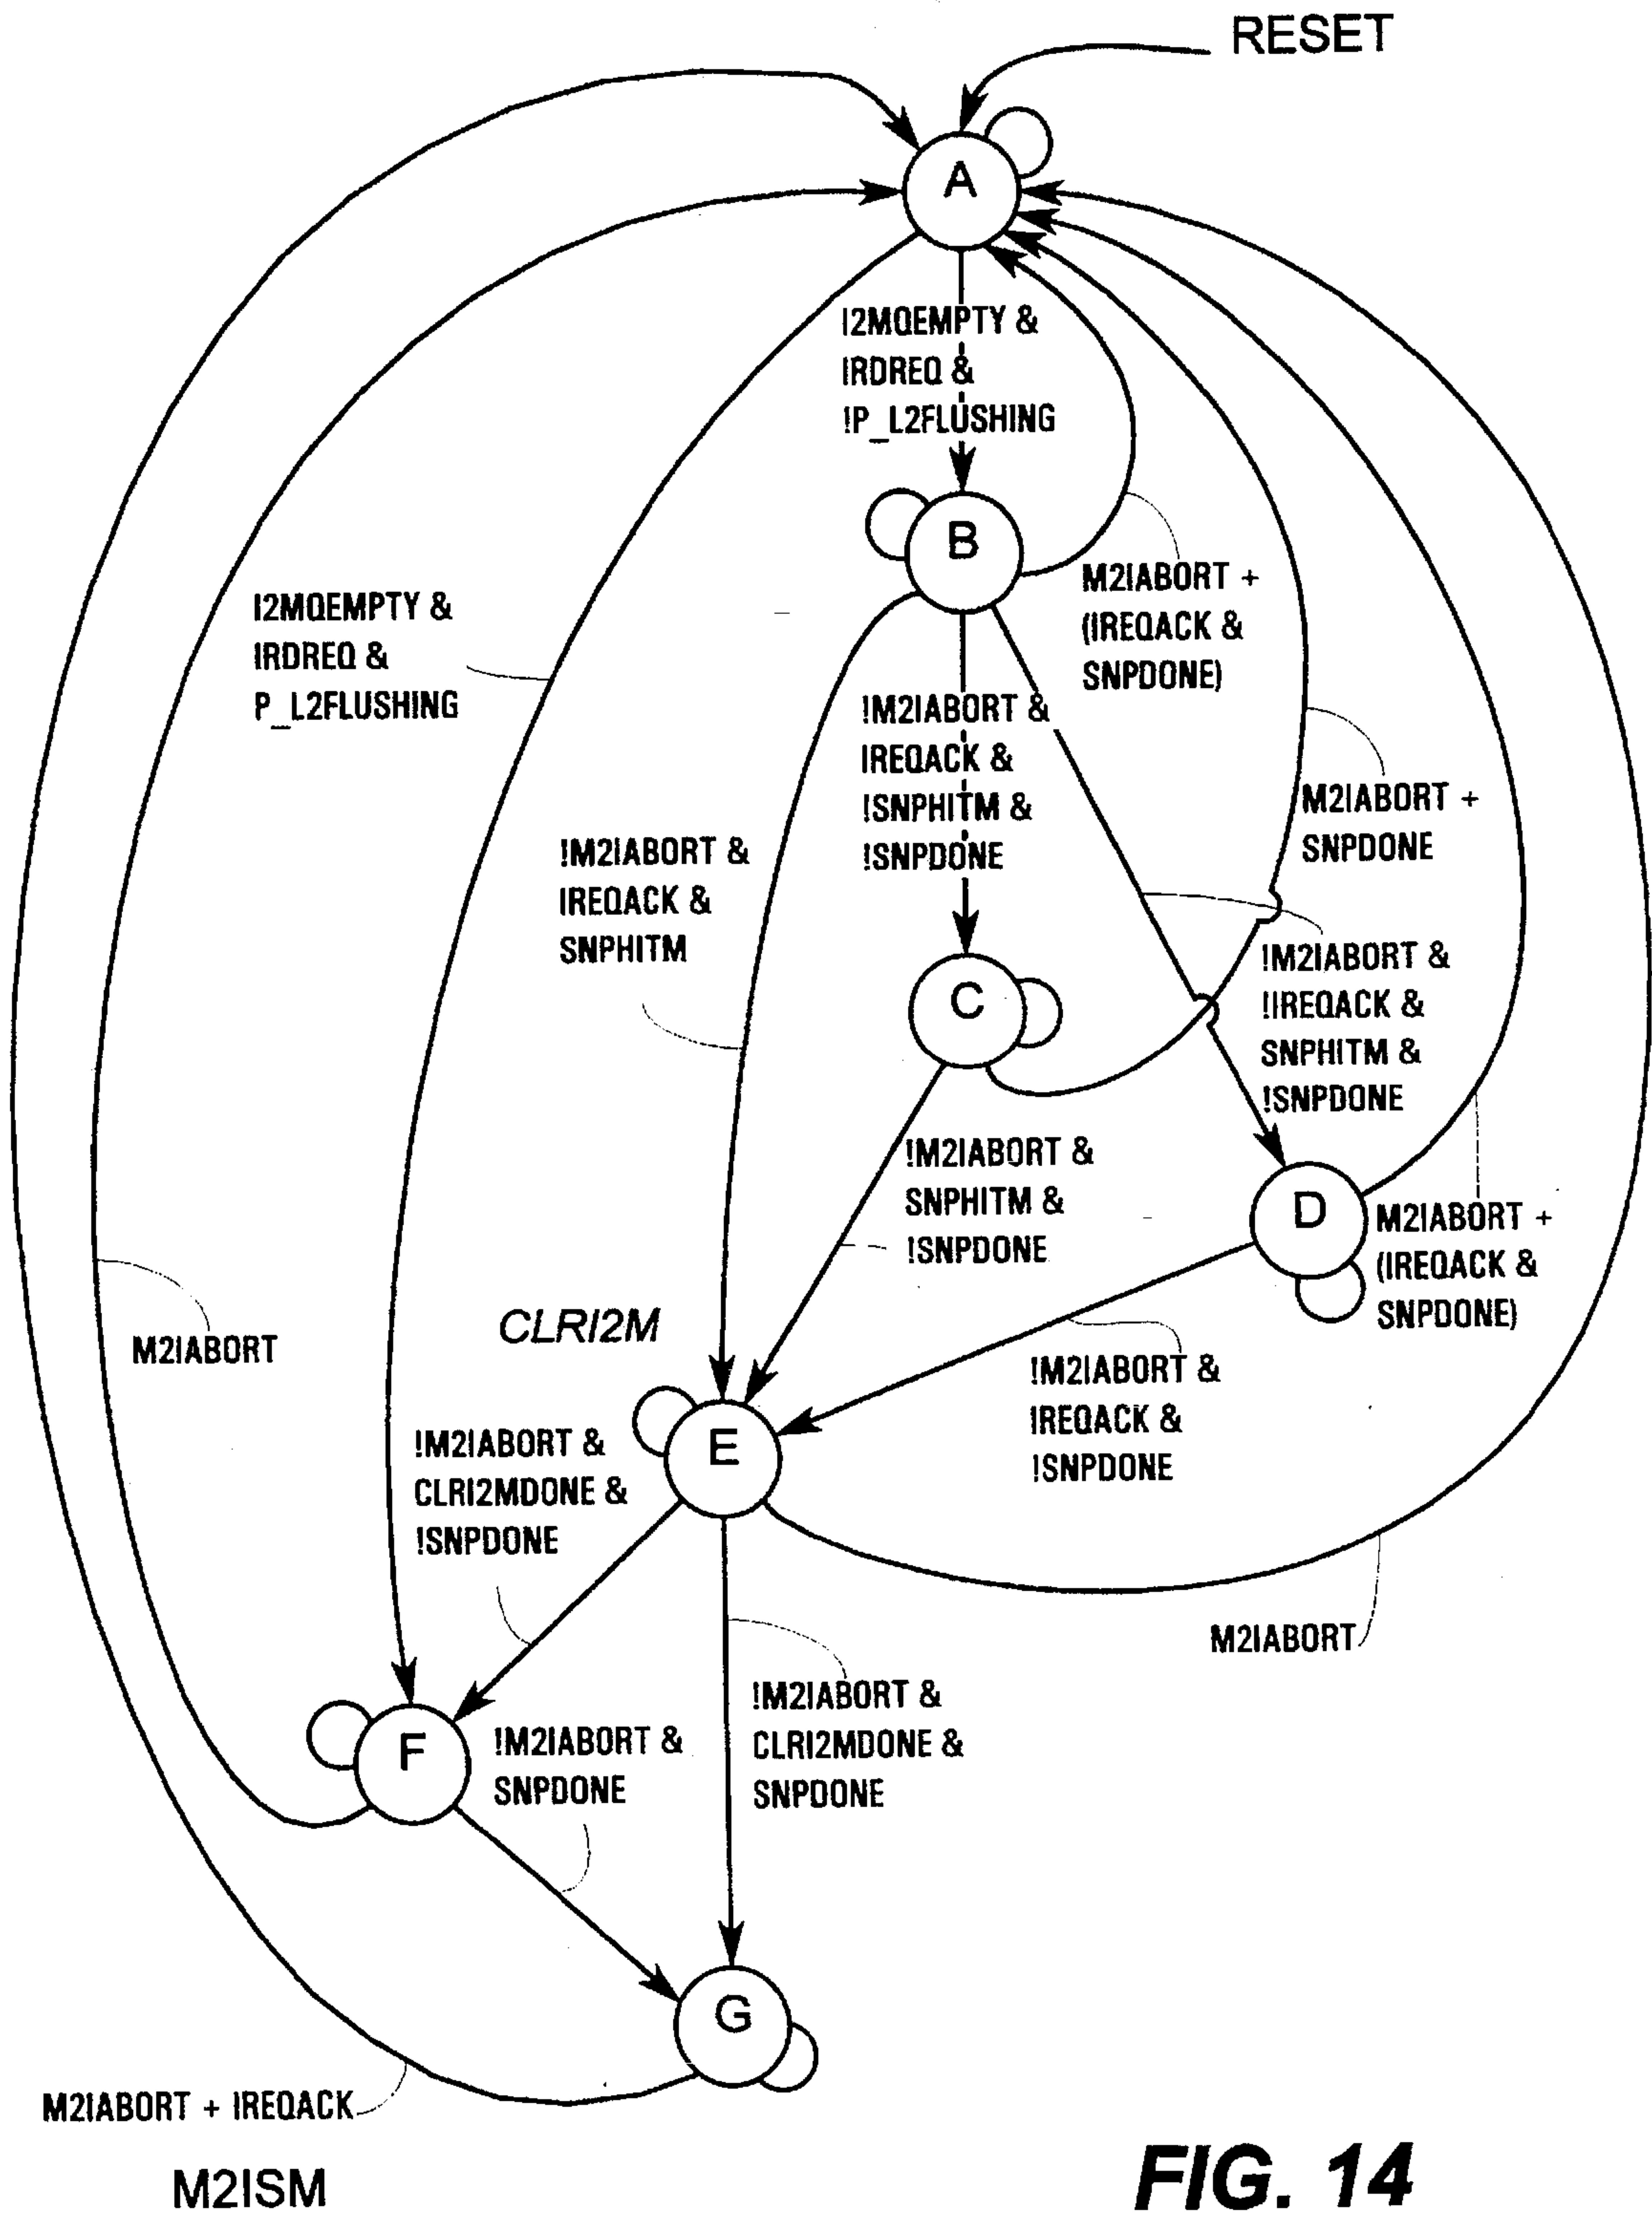 RESET
A
I2MQEMPTY &
IRDREQ &
!P_L2FLUSHING
B
M2IABORT +
(IREQACK &
SNPDONE)
I2MQEMPTY &
IRDREQ &
P_L2FLUSHING
!M2IABORT &
IREQACK &
!SNPHITM &
!SNPDONE
M2IABORT +
SNPDONE
!M2IABORT &
IREQACK &
SNPHITM
C
!M2IABORT &
!IREQACK &
SNPHITM &
!SNPDONE
!M2IABORT &
SNPHITM &
!SNPDONE
D
M2IABORT +
(IREQACK &
SNPDONE)
CLRI2M
M2IABORT
!M2IABORT &
IREQACK &
!SNPDONE
E
!M2IABORT &
CLRI2MDONE &
!SNPDONE
M2IABORT
F
!M2IABORT &
SNPDONE
!M2IABORT &
CLRI2MDONE &
SNPDONE
G
M2IABORT + IREQACK
M2ISM
FIG. 14